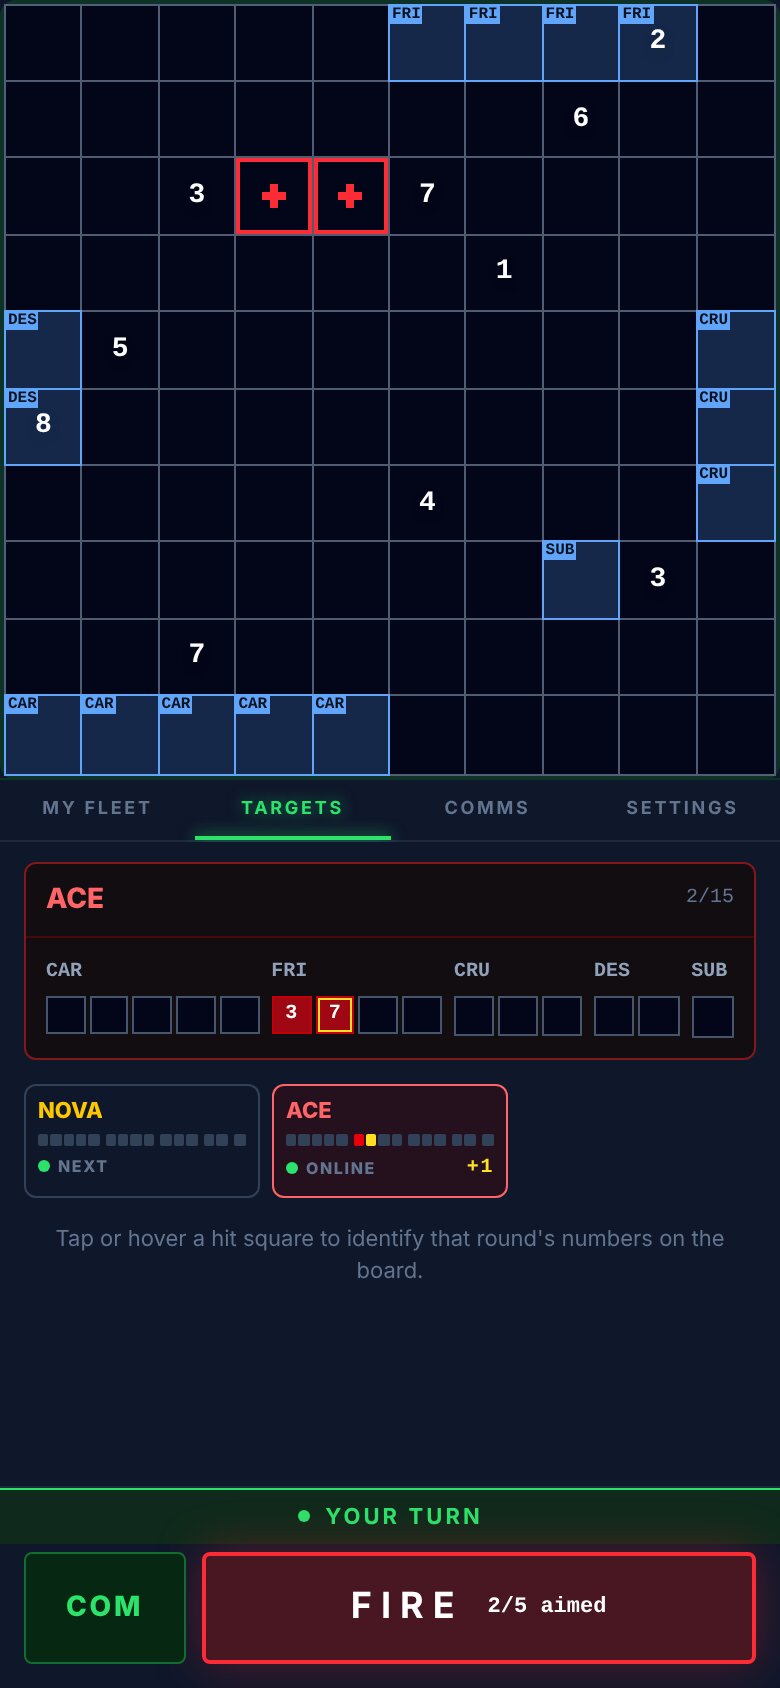 FRI FRI FRI FRI
2
6
3 7
1
DES CRU
5
DES CRU
8
CRU
4
SUB
3
7
CAR CAR CAR CAR CAR
MY FLEET TARGETS COMMS SETTINGS
ACE 2/15
CAR FRI CRU DES SUB
3 7
NOVA ACE
NEXT ONLINE +1
Tap or hover a hit square to identify that round's numbers on the
board.
YOUR TURN
COM FIRE 2/5 aimed